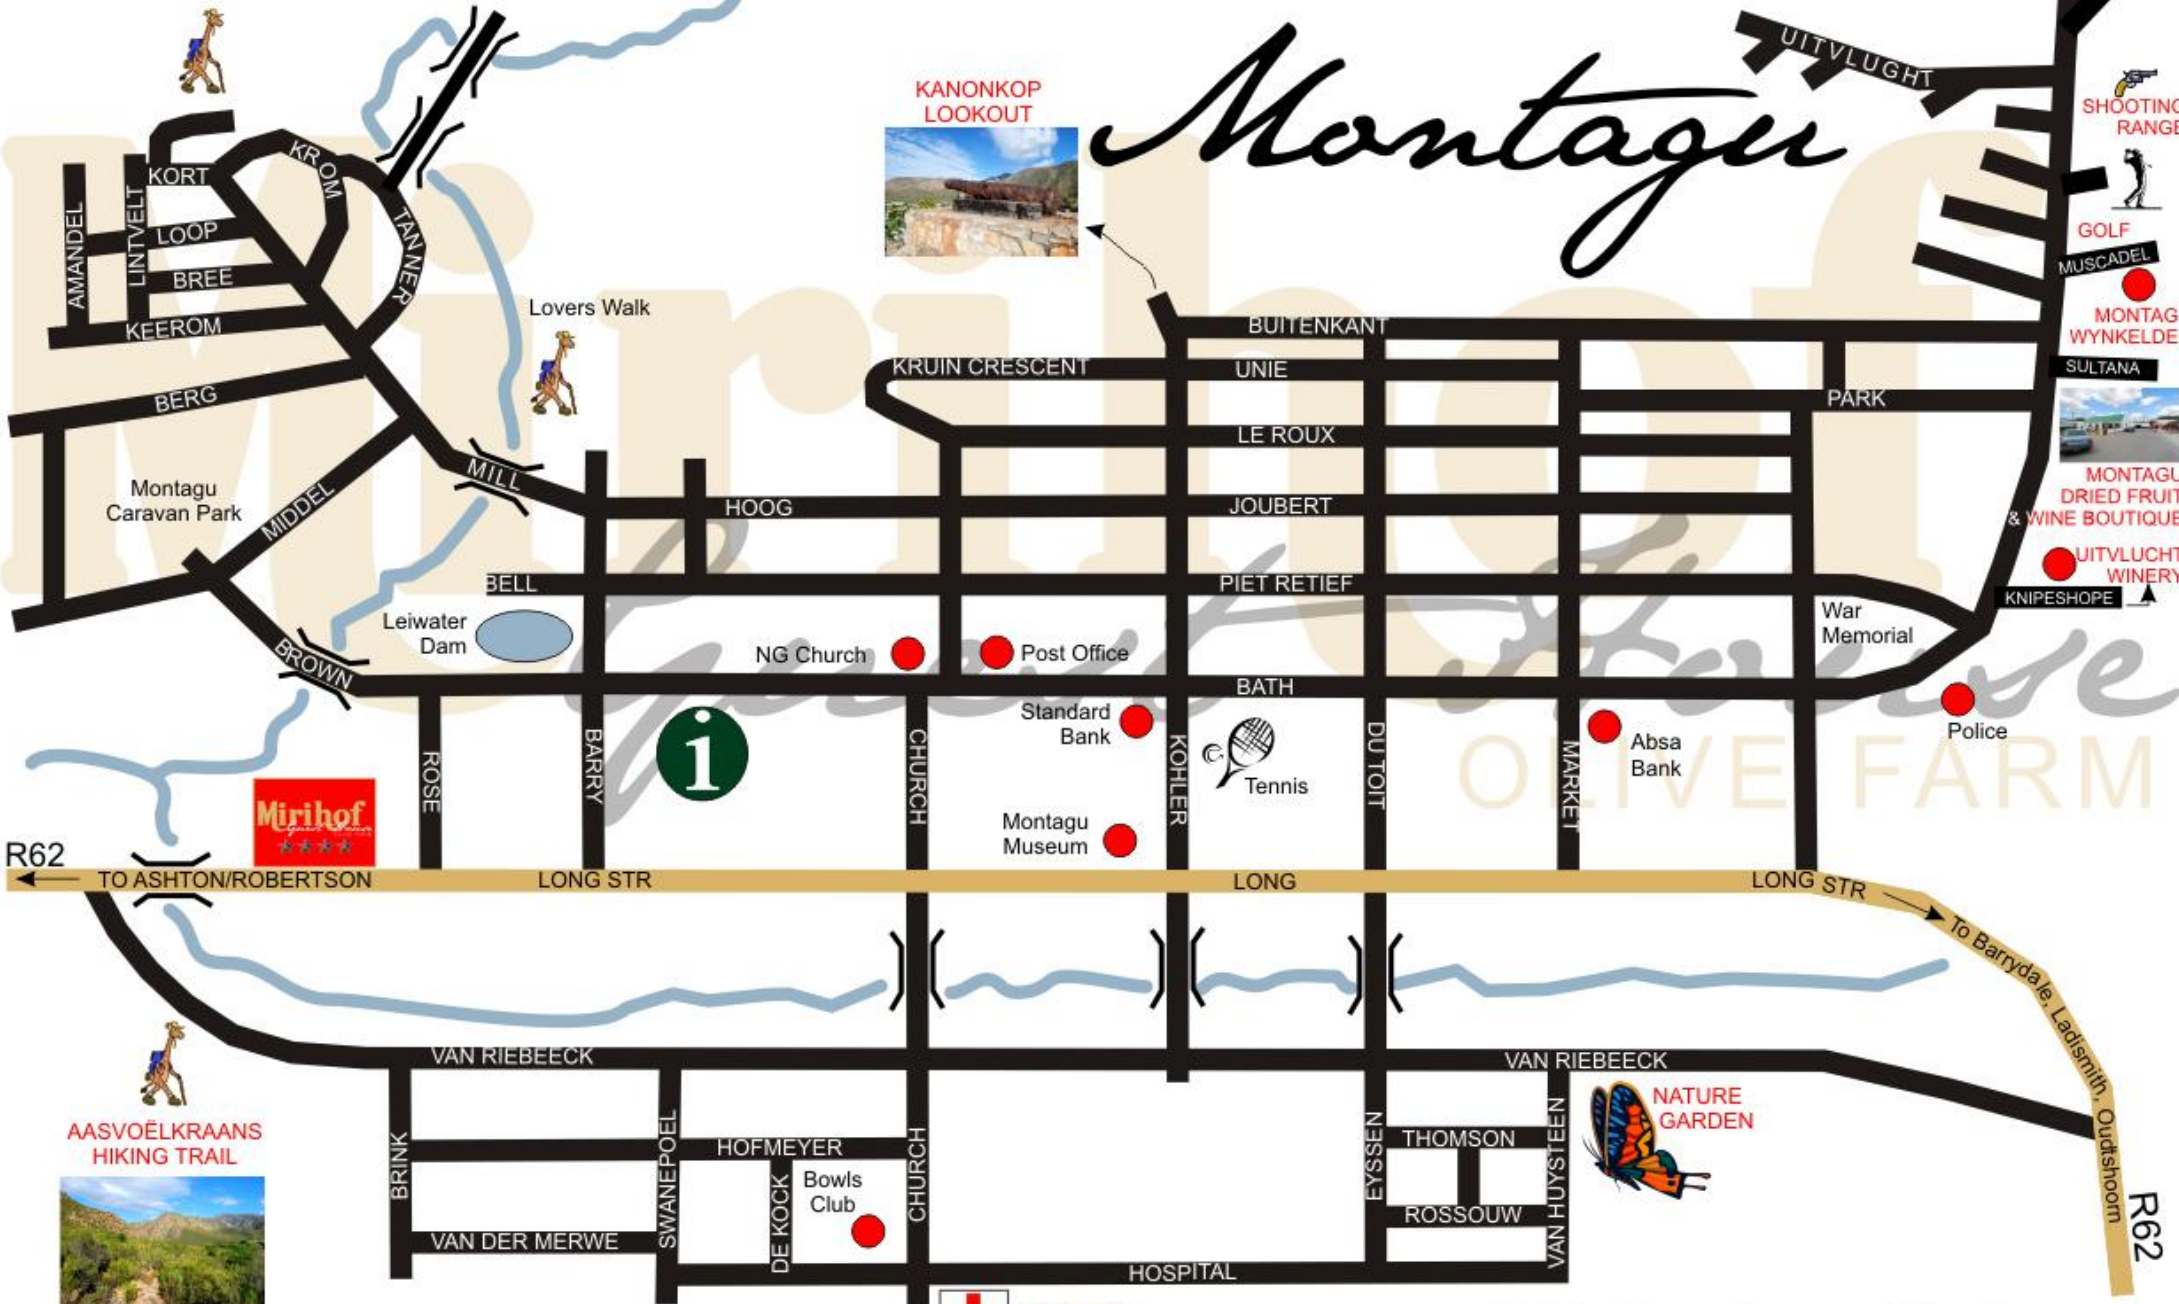 Montagu
KANONKOP
LOOKOUT
UITVLUGHT
SHOOTING
RANGE
GOLF
MUSCADEL
MONTAG
WYNKELDE
SULTANA
MONTAGU
DRIED FRUIT
& WINE BOUTIQUE
UITVLUCHT
WINERY
KNIPESHOPE
KORT
KROM
TANNER
AMANDEL
LINTVELT
LOOP
BREE
KEEROM
BERG
Lovers Walk
MILL
Montagu
Caravan Park
MIDDEL
BROWN
BUITENKANT
KRUIN CRESCENT
UNIE
PARK
LE ROUX
HOOG
JOUBERT
BELL
PIET RETIEF
Leiwater
Dam
NG Church
Post Office
War
Memorial
BATH
Standard
Bank
Tennis
Absa
Bank
Police
Montagu
Museum
ROSE
BARRY
i
CHURCH
KOHLER
DU TOIT
MARKET
Mirihof
Guest House
OLIVE FARM
Mirihof
R62
TO ASHTON/ROBERTSON
LONG STR
LONG
LONG STR
To Barrydale, Ladismith, Oudtshoorn
R62
VAN RIEBEECK
VAN RIEBEECK
AASVOËLKRAANS
HIKING TRAIL
BRINK
SWANEPOEL
HOFMEYER
DE KOCK
Bowls
Club
CHURCH
VAN DER MERWE
HOSPITAL
EYSSEN
THOMSON
ROSSOUW
VAN HUYSTEEN
NATURE
GARDEN